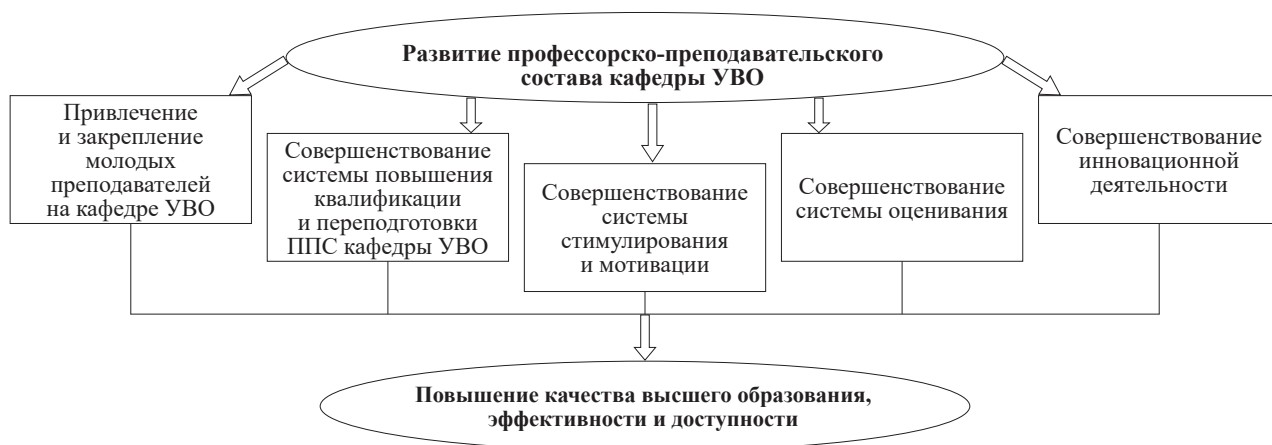 Развитие профессорско-преподавательского
состава кафедры УВО
Привлечение
и закрепление
молодых
преподавателей
на кафедре УВО
Совершенствование
системы повышения
квалификации
и переподготовки
ППС кафедры УВО
Совершенствование
системы
стимулирования
и мотивации
Совершенствование
системы оценивания
Совершенствование
инновационной
деятельности
Повышение качества высшего образования,
эффективности и доступности